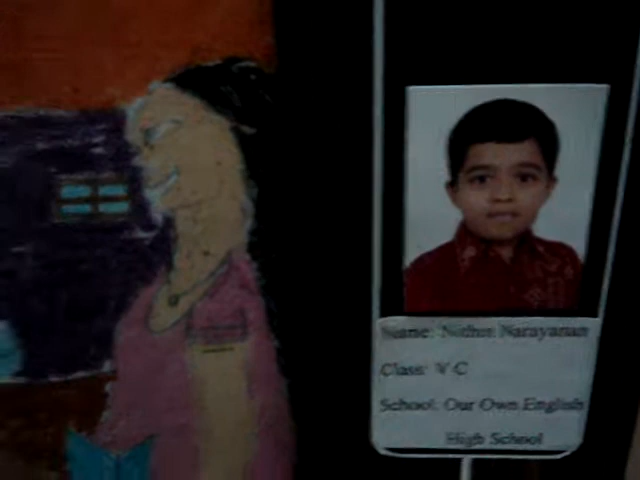 Name: Nithin Narayanan
Class: V C
School: Our Own English
High School